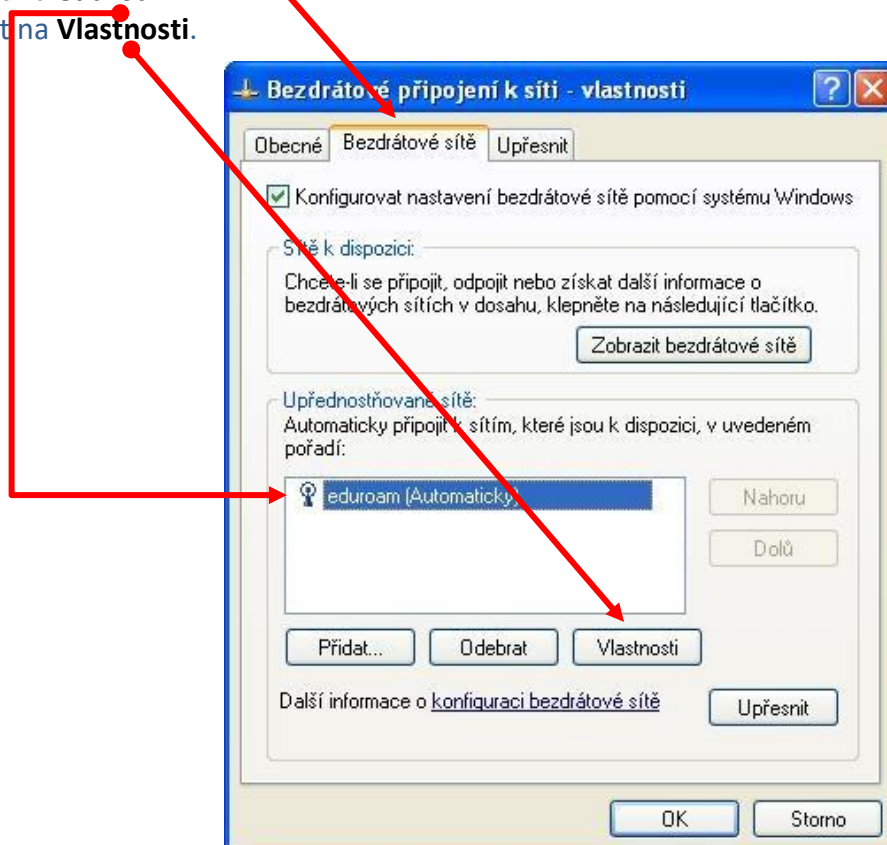 t na Vlastnosti.
Bezdrátové připojení k síti - vlastnosti
Obecné Bezdrátové sítě Upřesnit
Konfigurovat nastavení bezdrátové sítě pomocí systému Windows
Sítě k dispozici:
Chcete-li se připojit, odpojit nebo získat další informace o
bezdrátových sítích v dosahu, klepněte na následující tlačítko.
Zobrazit bezdrátové sítě
Upřednostňované sítě:
Automaticky připojit k sítím, které jsou k dispozici, v uvedeném
pořadí:
eduroam (Automaticky)
Nahoru
Dolů
Přidat... Odebrat Vlastnosti
Další informace o konfiguraci bezdrátové sítě Upřesnit
OK Storno